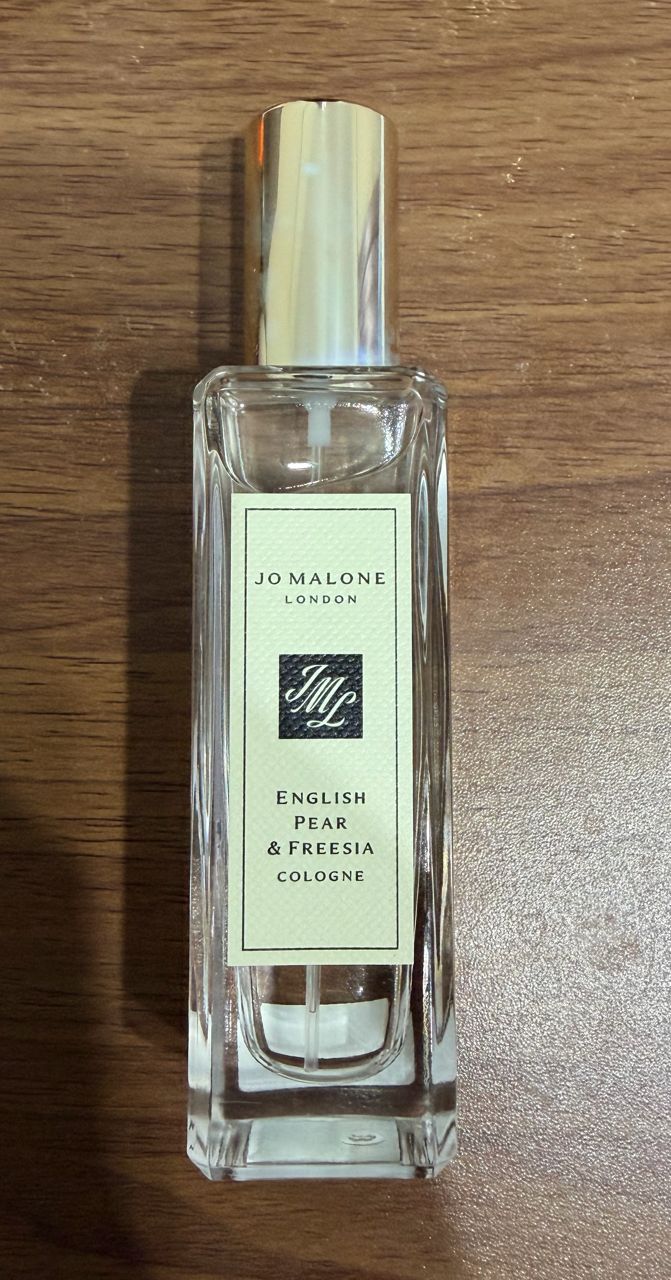 JO MALONE
LONDON
JML
ENGLISH
PEAR
& FREESIA
COLOGNE